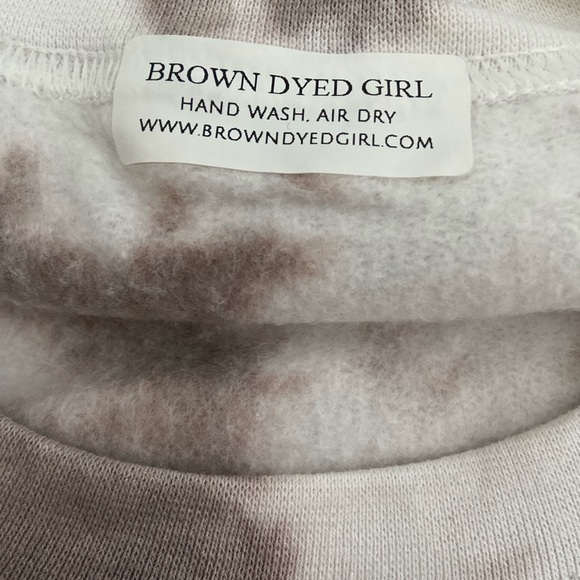 BROWN DYED GIRL
HAND WASH, AIR DRY
WWW.BROWNDYEDGIRL.COM